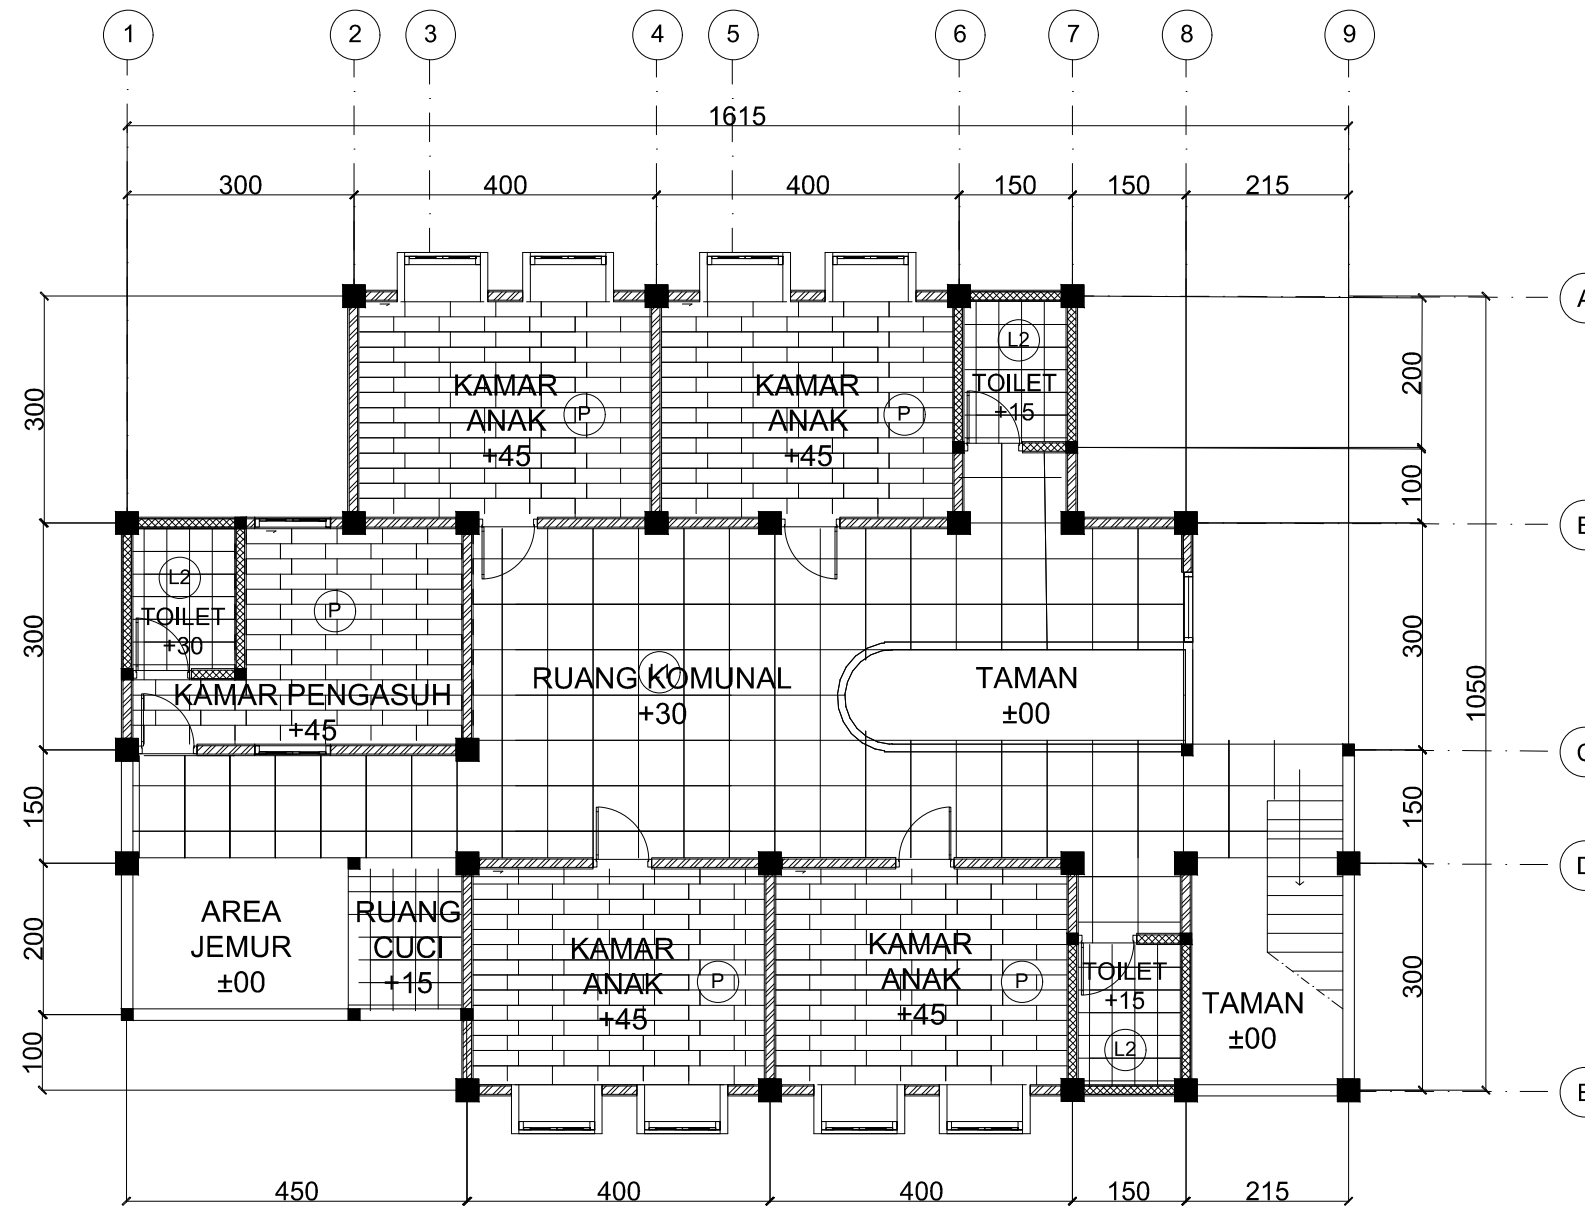 1 2 3 4 5 6 7 8 9
1615
300 400 400 150 150 215
A
300
200
KAMAR
ANAK
+45
P
KAMAR
ANAK
+45
P
L2
TOILET
+15
100
L2
TOILET
+30
P
KAMAR PENGASUH
+45
300
RUANG KOMUNAL
+30
TAMAN
±00
300
1050
150
150
D
AREA
JEMUR
±00
RUANG
CUCI
+15
KAMAR
ANAK
+45
P
KAMAR
ANAK
+45
P
TOILET
+15
L2
TAMAN
±00
200
300
100
450 400 400 150 215